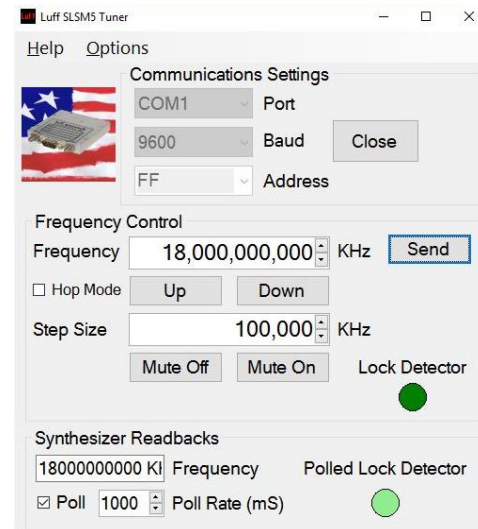 Luff SLSM5 Tuner
Help Options
Communications Settings
COM1 Port
9600 Baud Close
FF Address
Frequency Control
Frequency 18,000,000,000 KHz Send
Hop Mode Up Down
Step Size 100,000 KHz
Mute Off Mute On Lock Detector
Synthesizer Readbacks
18000000000 Frequency Polled Lock Detector
Poll 1000 Poll Rate (mS)